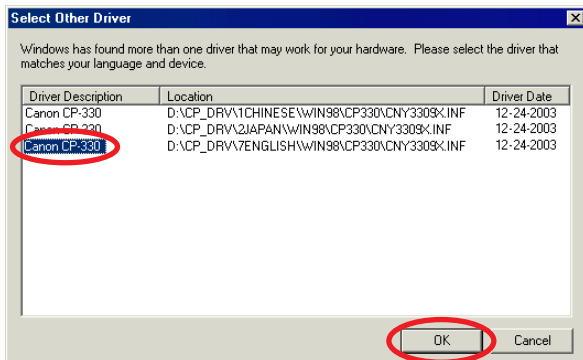 Select Other Driver
Windows has found more than one driver that may work for your hardware. Please select the driver that
matches your language and device.
Driver Description Location Driver Date
Canon CP-330 D:\CP_DRV\1CHINESE\WIN98\CP330\CNY3309X.INF 12-24-2003
Canon CP-330 D:\CP_DRV\2JAPAN\WIN98\CP330\CNY3309X.INF 12-24-2003
Canon CP-330 D:\CP_DRV\7ENGLISH\WIN98\CP330\CNY3309X.INF 12-24-2003
OK Cancel